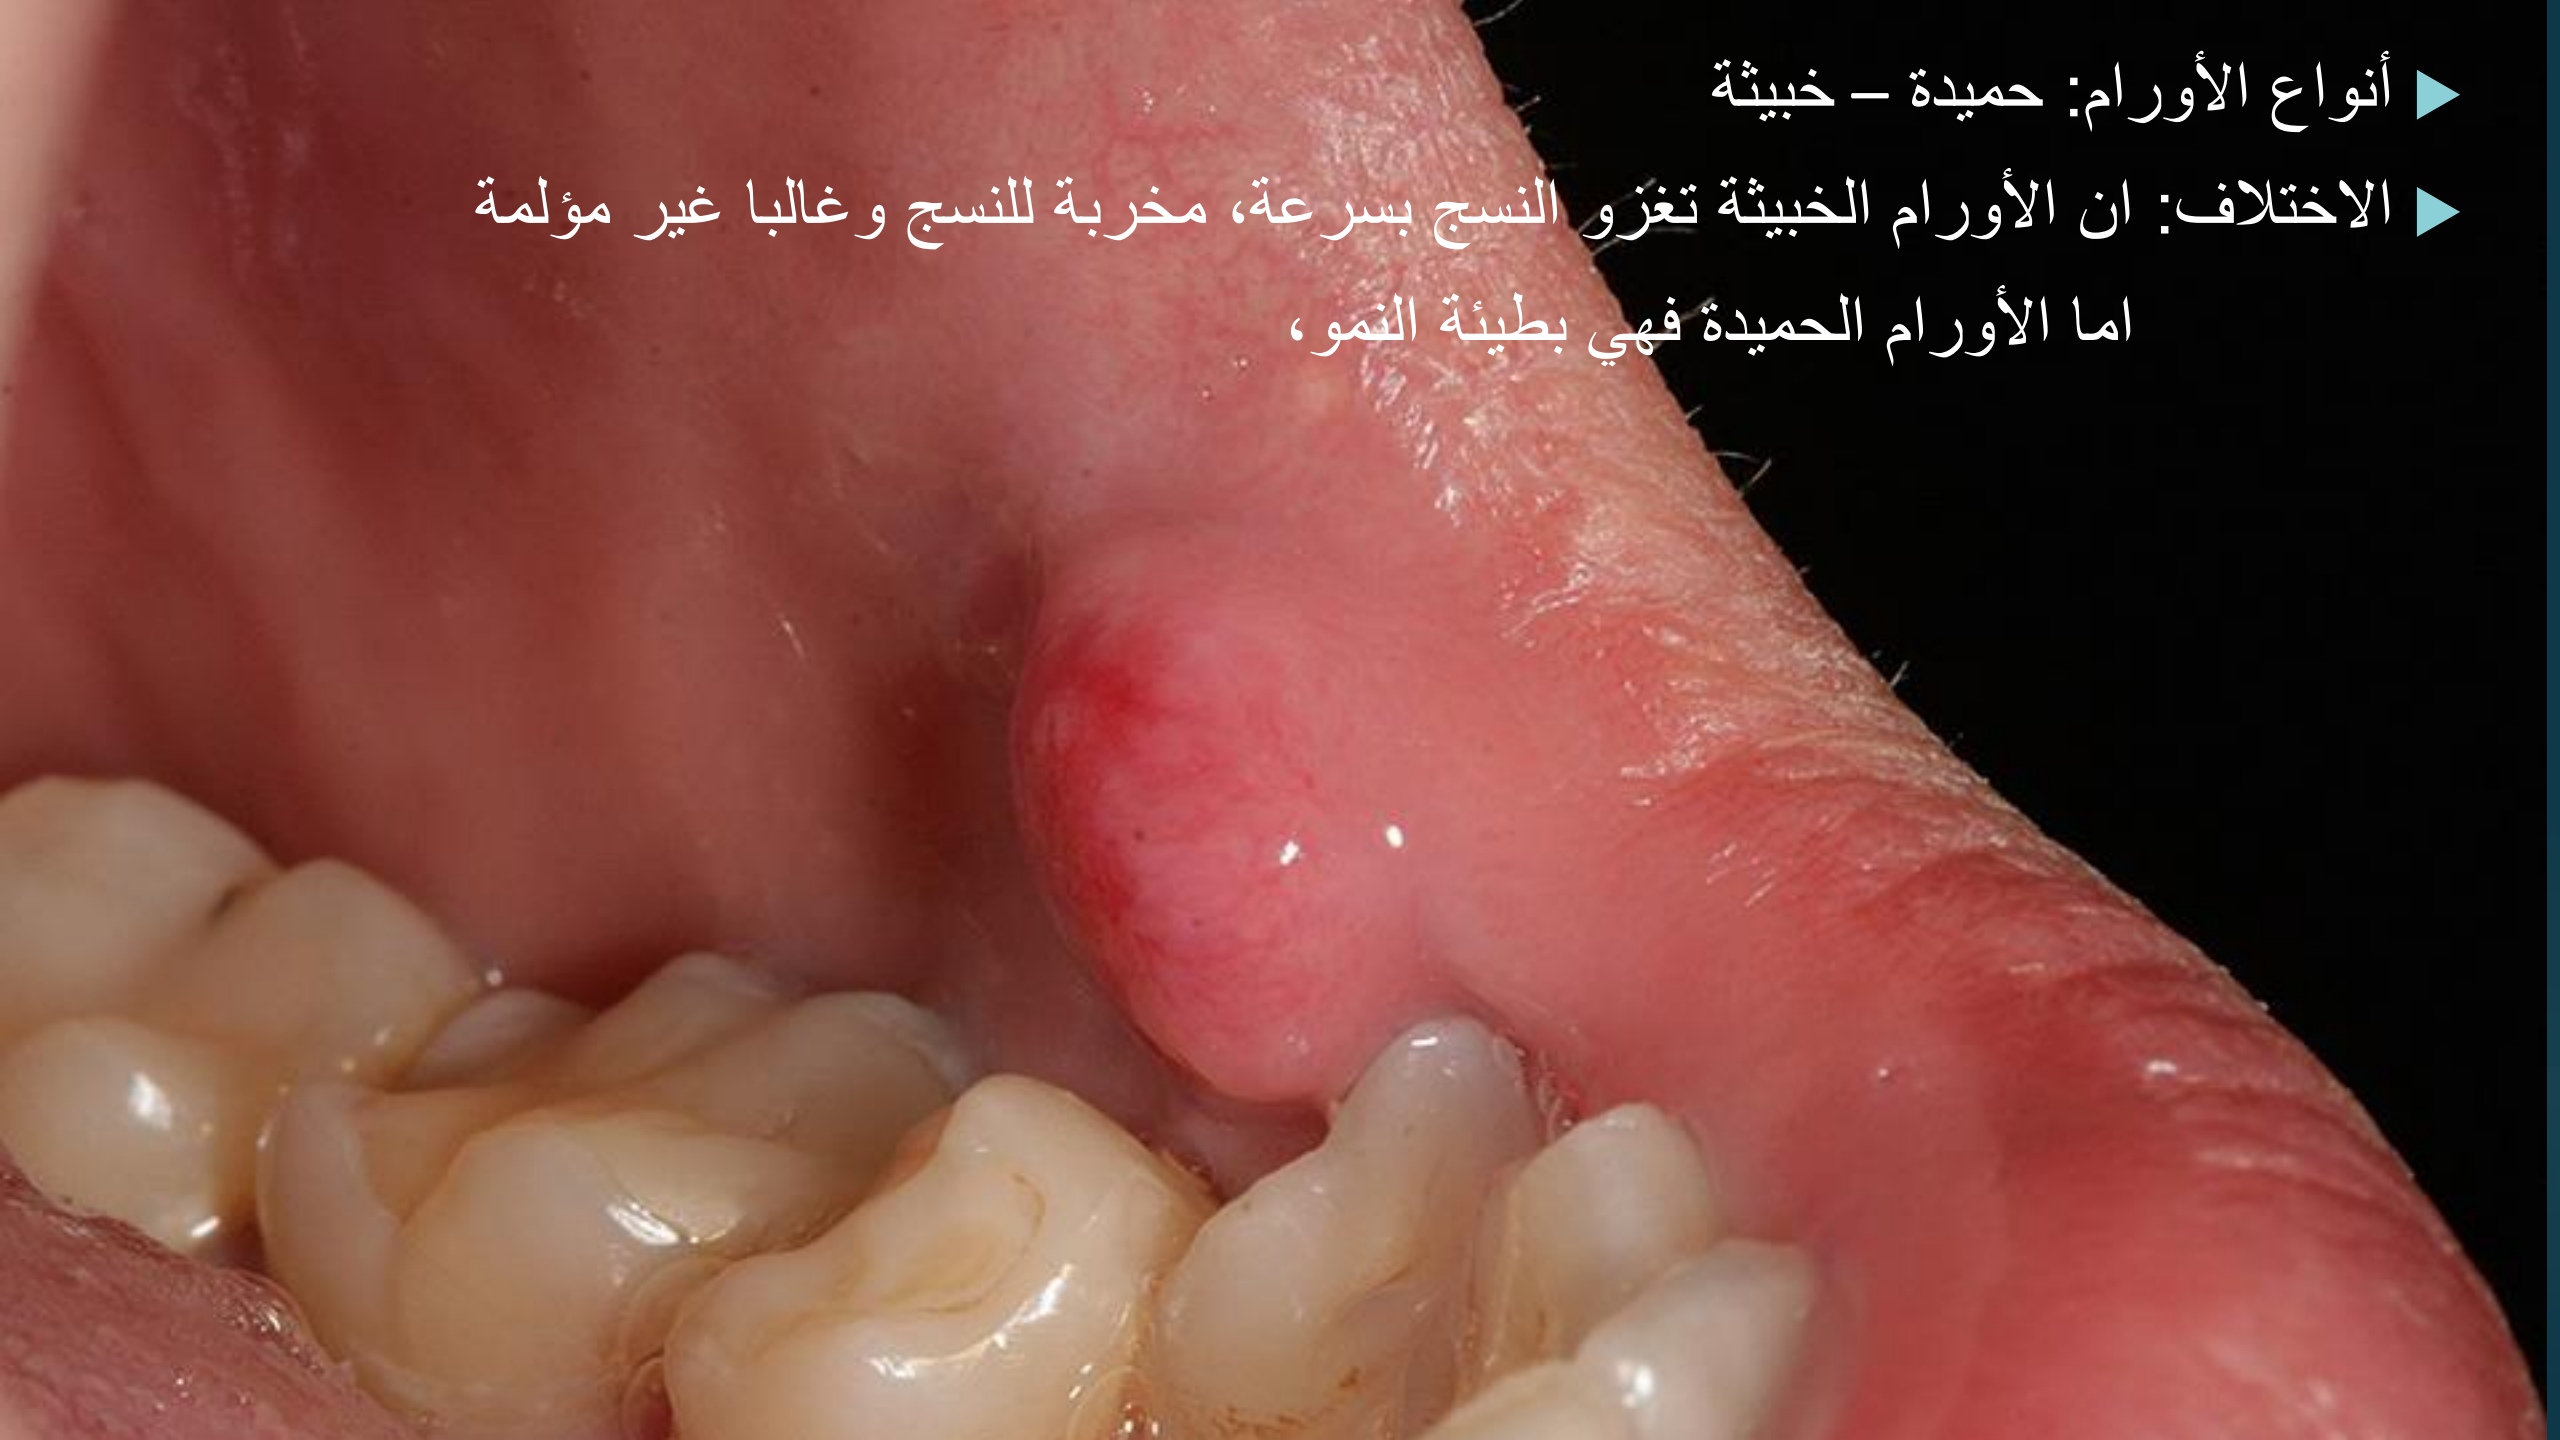 أنواع الأورام: حميدة – خبيثة
الاختلاف: ان الأورام الخبيثة تغزو النسج بسرعة، مخربة للنسج وغالبا غير مؤلمة
اما الأورام الحميدة فهي بطيئة النمو،